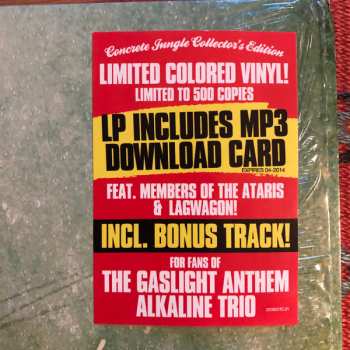 Concrete Jungle Collector's Edition
LIMITED COLORED VINYL!
LIMITED TO 500 COPIES
LP INCLUDES MP3
DOWNLOAD CARD
EXPIRES 04-2014
FEAT. MEMBERS OF THE ATARIS
& LAGWAGON!
INCL. BONUS TRACK!
FOR FANS OF
THE GASLIGHT ANTHEM
ALKALINE TRIO